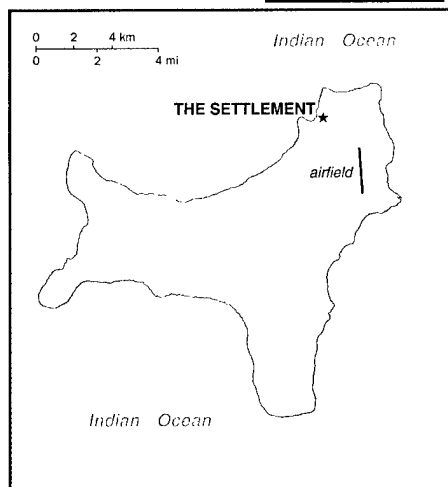 Indian Ocean
0 2 4 km
0 2 4 mi
THE SETTLEMENT
airfield
Indian Ocean